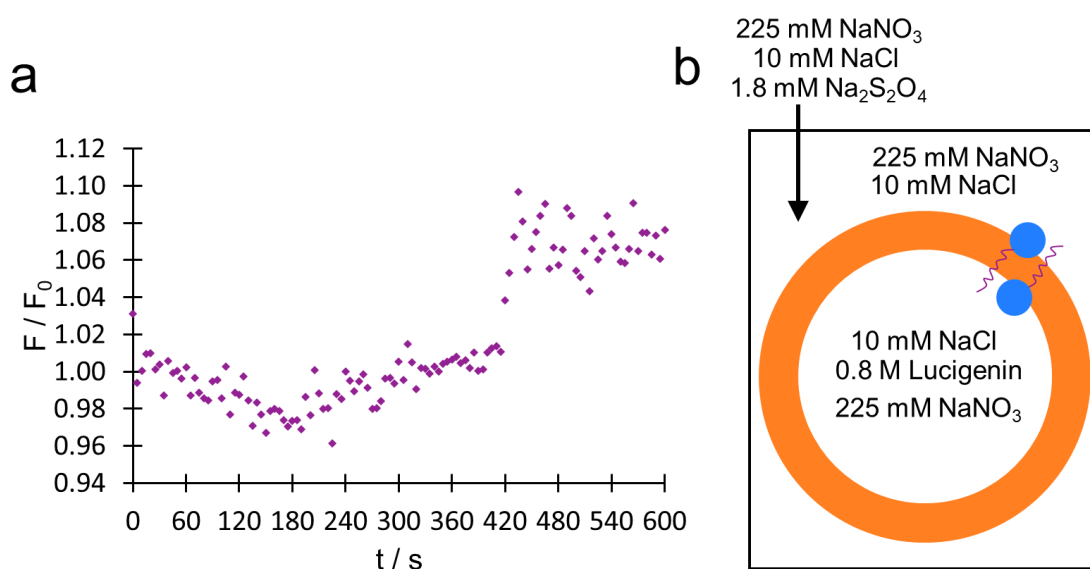 a
F / F₀
1.12
1.10
1.08
1.06
1.04
1.02
1.00
0.98
0.96
0.94
0 60 120 180 240 300 360 420 480 540 600
t / s
b
225 mM NaNO₃
10 mM NaCl
1.8 mM Na₂S₂O₄
225 mM NaNO₃
10 mM NaCl
10 mM NaCl
0.8 M Lucigenin
225 mM NaNO₃